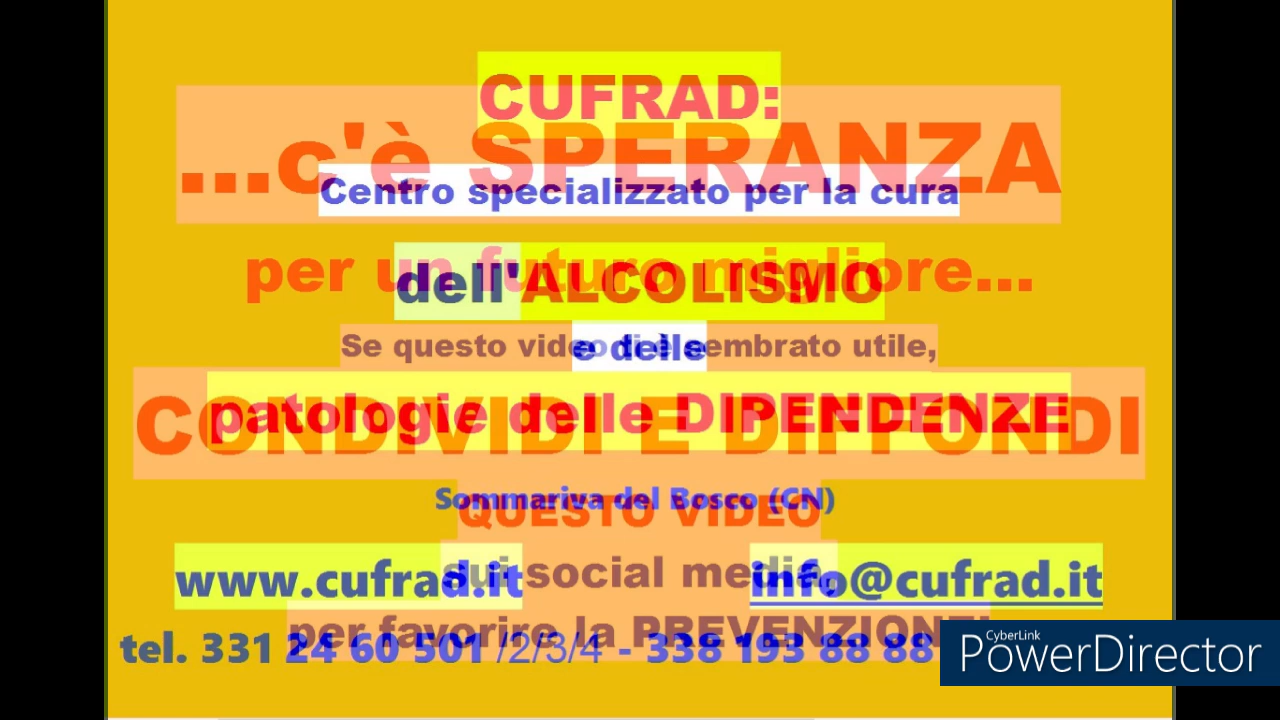 CUFRAD:
...c'è SPERANZA
Centro specializzato per la cura
per un futuro migliore...
dell'ALCOLISMO
Se questo video ti è sembrato utile,
e delle
patologie delle DIPENDENZE
CONDIVIDI E DIFFONDI
Sommariva del Bosco (CN)
QUESTO VIDEO
sui social media,
www.cufrad.it info@cufrad.it
per favorire la PREVENZIONE!
tel. 331 24 60 501 /2/3/4 - 338 193 88 88
CyberLink
PowerDirector